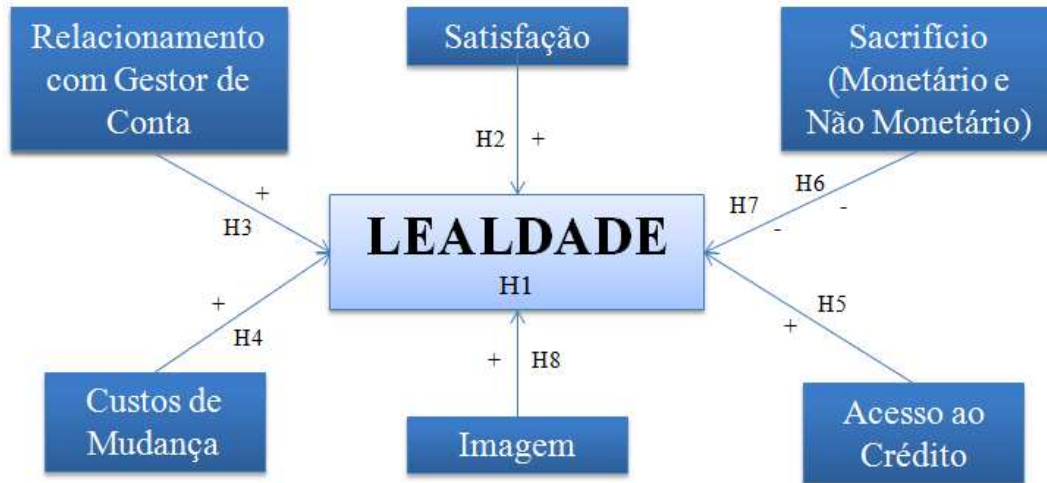 Relacionamento
com Gestor de
Conta
Satisfação
Sacrifício
(Monetário e
Não Monetário)
H2 +
+
H3
H6
-
H7
-
LEALDADE
H1
+
H4
H5
+
+ H8
Custos de
Mudança
Imagem
Acesso ao
Crédito